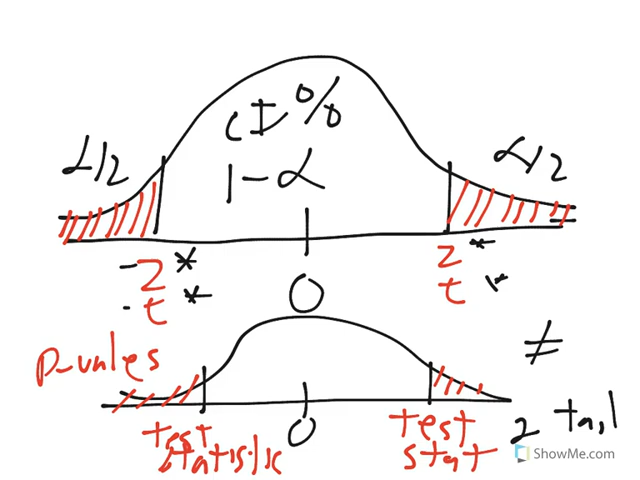 CI%
α/2 1-α α/2
-z* z*
-t* t*
0
p-values ≠
0
test statistic test stat 2 tail
ShowMe.com